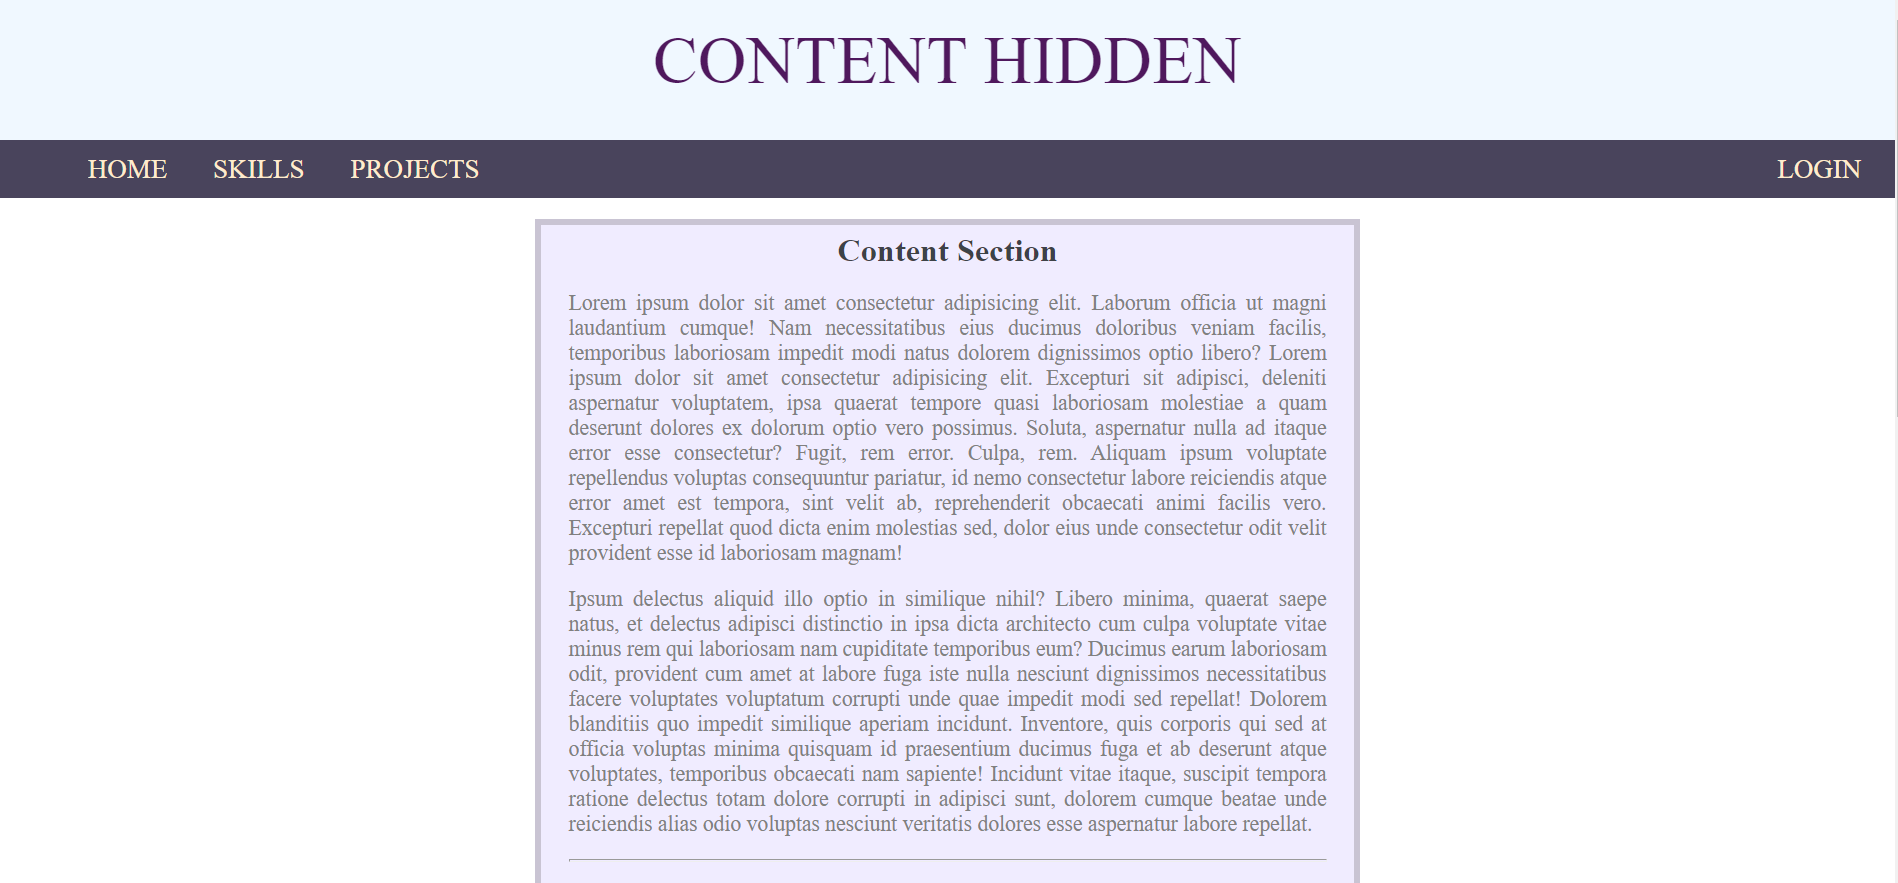 CONTENT HIDDEN
HOME SKILLS PROJECTS LOGIN
Content Section
Lorem ipsum dolor sit amet consectetur adipisicing elit. Laborum officia ut magni
laudantium cumque! Nam necessitatibus eius ducimus doloribus veniam facilis,
temporibus laboriosam impedit modi natus dolorem dignissimos optio libero? Lorem
ipsum dolor sit amet consectetur adipisicing elit. Excepturi sit adipisci, deleniti
aspernatur voluptatem, ipsa quaerat tempore quasi laboriosam molestiae a quam
deserunt dolores ex dolorum optio vero possimus. Soluta, aspernatur nulla ad itaque
error esse consectetur? Fugit, rem error. Culpa, rem. Aliquam ipsum voluptate
repellendus voluptas consequuntur pariatur, id nemo consectetur labore reiciendis atque
error amet est tempora, sint velit ab, reprehenderit obcaecati animi facilis vero.
Excepturi repellat quod dicta enim molestias sed, dolor eius unde consectetur odit velit
provident esse id laboriosam magnam!
Ipsum delectus aliquid illo optio in similique nihil? Libero minima, quaerat saepe
natus, et delectus adipisci distinctio in ipsa dicta architecto cum culpa voluptate vitae
minus rem qui laboriosam nam cupiditate temporibus eum? Ducimus earum laboriosam
odit, provident cum amet at labore fuga iste nulla nesciunt dignissimos necessitatibus
facere voluptates voluptatum corrupti unde quae impedit modi sed repellat! Dolorem
blanditiis quo impedit similique aperiam incidunt. Inventore, quis corporis qui sed at
officia voluptas minima quisquam id praesentium ducimus fuga et ab deserunt atque
voluptates, temporibus obcaecati nam sapiente! Incidunt vitae itaque, suscipit tempora
ratione delectus totam dolore corrupti in adipisci sunt, dolorem cumque beatae unde
reiciendis alias odio voluptas nesciunt veritatis dolores esse aspernatur labore repellat.